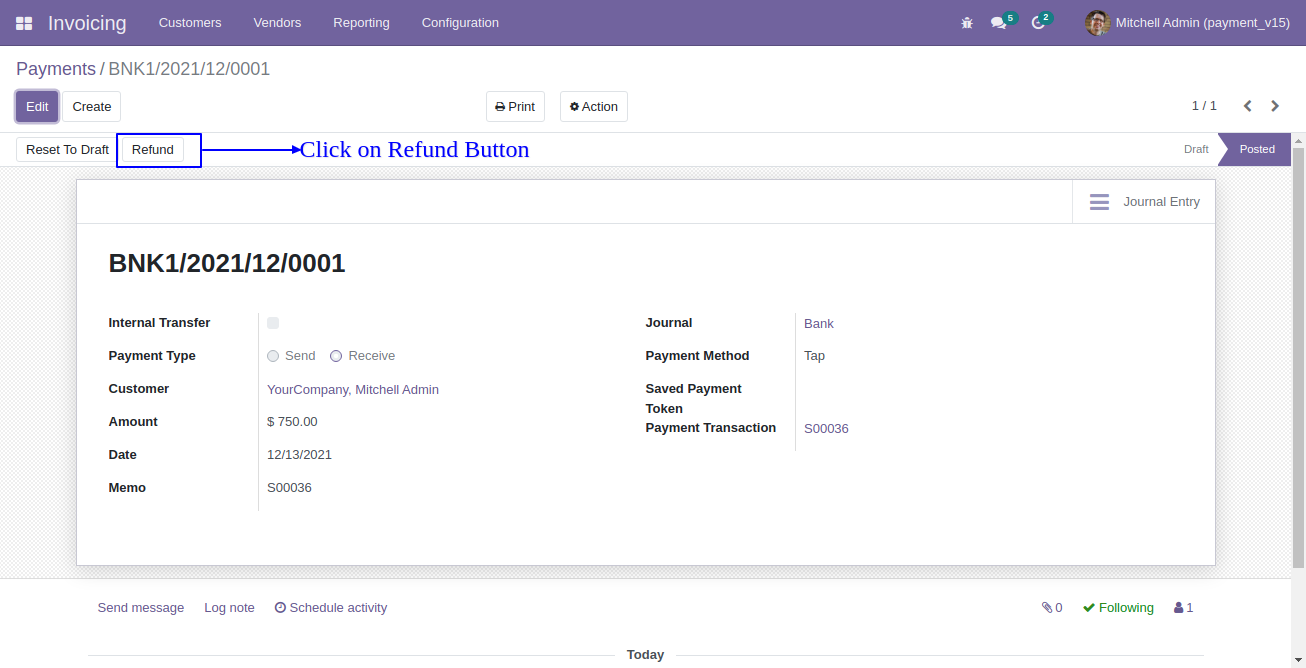 Invoicing Customers Vendors Reporting Configuration 5 2 Mitchell Admin (payment_v15)
Payments / BNK1/2021/12/0001
Edit Create Print Action 1 / 1
Reset To Draft Refund Click on Refund Button Draft Posted
Journal Entry
BNK1/2021/12/0001
Internal Transfer
Payment Type Send Receive
Customer YourCompany, Mitchell Admin
Amount $ 750.00
Date 12/13/2021
Memo S00036
Journal Bank
Payment Method Tap
Saved Payment
Token
Payment Transaction S00036
Send message Log note Schedule activity 0 Following 1
Today